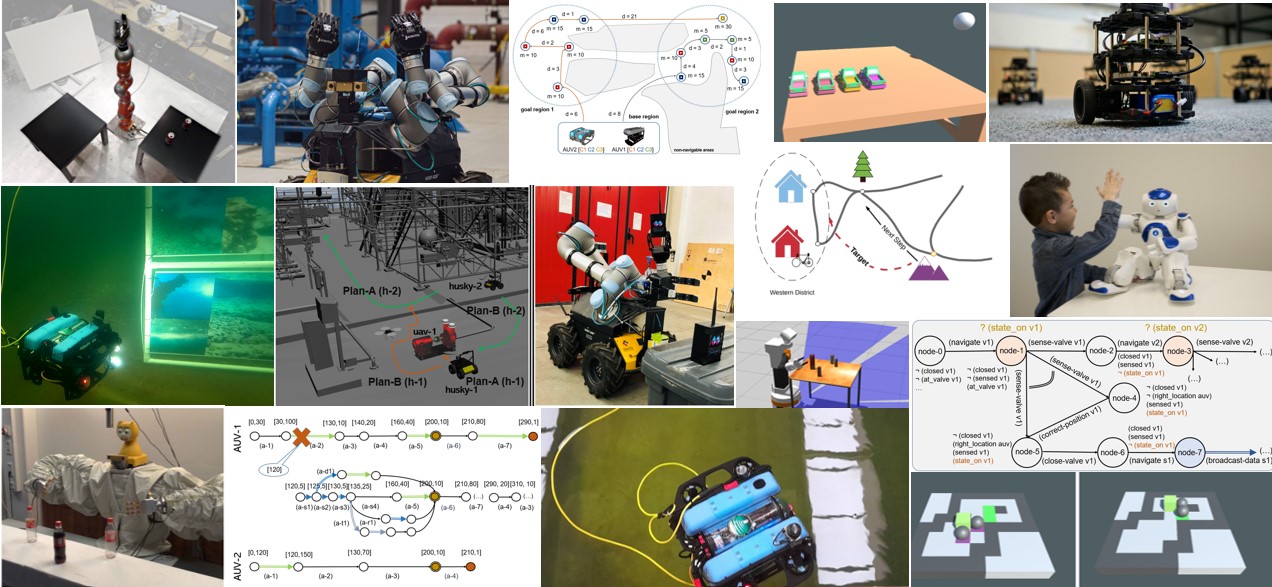 d = 1
d = 21
m = 15
m = 15
m = 30
d = 6
d = 2
m = 10
m = 10
d = 3
m = 10
m = 5
m = 5
d = 3
d = 2
d = 1
m = 10
m = 10
d = 4
d = 3
m = 15
m = 15
goal region 1
goal region 2
d = 6
d = 8
base region
AUV2 [C1 C2 C3]
AUV1 [C1 C2 C3]
non-navigable areas
Next Step
Target
Western District
Plan-A (h-2)
husky-2
Plan-B (h-2)
uav-1
Plan-B (h-1)
Plan-A (h-1)
husky-1
? (state_on v1)
? (state_on v2)
node-0
(navigate v1)
node-1
(sense-valve v1)
node-2
(navigate v2)
node-3
(sense-valve v2)
(...)
(...)
¬ (closed v1)
¬ (at_valve v1)
...
¬ (closed v1)
¬ (sensed v1)
(at_valve v1)
(closed v1)
(sensed v1)
¬ (state_on v1)
(sense-valve v1)
(sense-valve v1)
node-4
¬ (closed v1)
¬ (right_location auv)
(sensed v1)
(state_on v1)
(correct-position v1)
¬ (closed v1)
(right_location auv)
(sensed v1)
(state_on v1)
node-5
(close-valve v1)
(closed v1)
(sensed v1)
¬ (state_on v1)
node-6
(navigate s1)
node-7
(broadcast-data s1)
(...)
AUV-1
[0,30]
[30,100]
[130,10]
[140,20]
[160,40]
[200,10]
[210,80]
[290,1]
(a-1)
(a-2)
(a-3)
(a-4)
(a-5)
(a-6)
(a-7)
[120]
(a-d1)
[120,5]
[125,5]
[130,5]
[135,25]
[160,40]
[200,10]
[210,80]
(...)
[290, 20]
[310, 10]
(a-s1)
(a-s2)
(a-s3)
(a-s4)
(a-5)
(a-6)
(a-7)
(...)
(a-4)
(a-3)
(a-t1)
(a-r1)
AUV-2
[0,120]
[120,150]
[130,70]
[200,10]
[210,1]
(a-1)
(a-2)
(a-3)
(a-4)